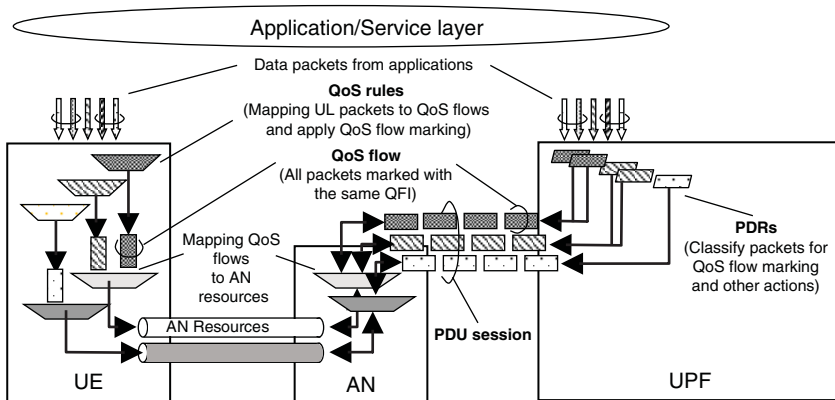 Application/Service layer
Data packets from applications
QoS rules
(Mapping UL packets to QoS flows
and apply QoS flow marking)
QoS flow
(All packets marked with
the same QFI)
Mapping QoS
flows
to AN
resources
PDRs
(Classify packets for
QoS flow marking
and other actions)
AN Resources
PDU session
UE
AN
UPF